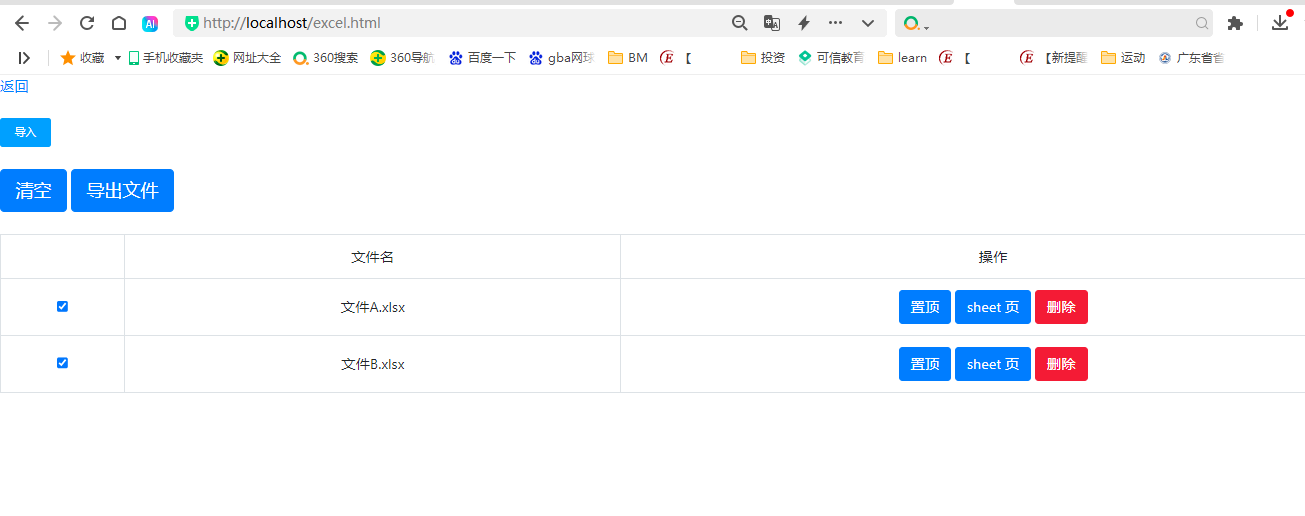 AI http://localhost/excel.html
收藏 手机收藏夹 网址大全 360搜索 360导航 百度一下 gba网球 BM 【 投资 可信教育 learn 【 【新提醒 运动 广东省省
返回
导入
清空 导出文件
文件名 操作
文件A.xlsx 置顶 sheet 页 删除
文件B.xlsx 置顶 sheet 页 删除